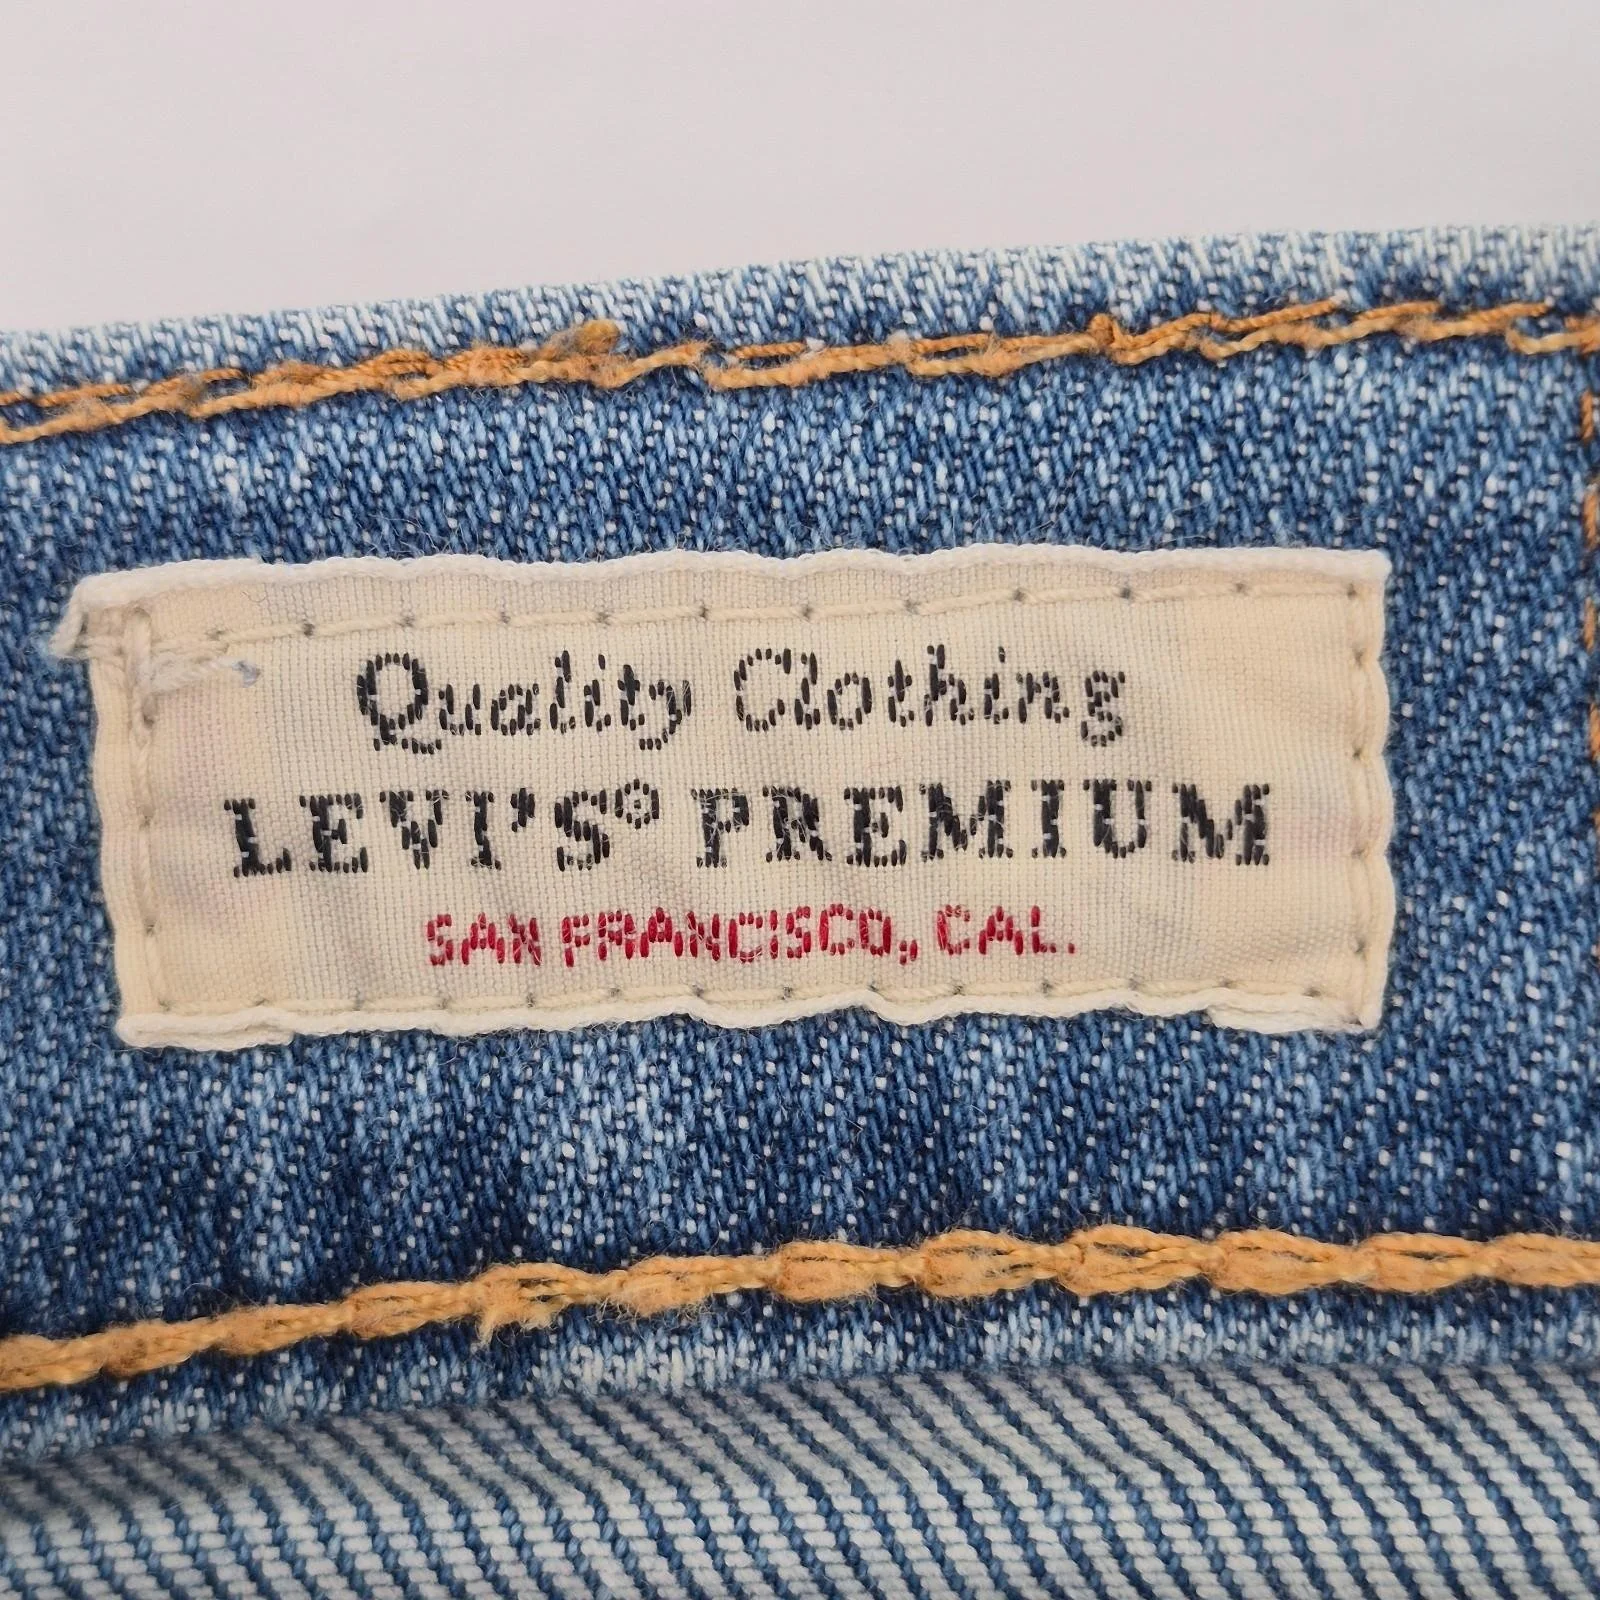 Quality Clothing
LEVI'S® PREMIUM
SAN FRANCISCO, CAL.